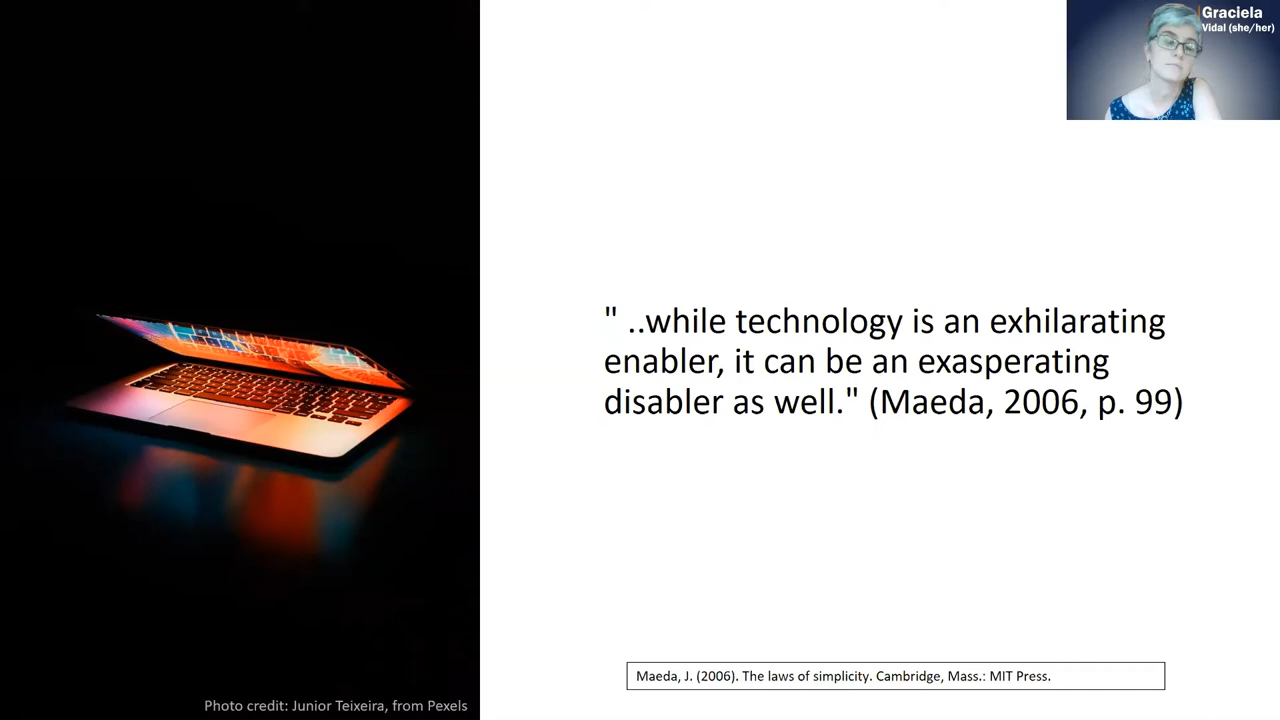 Graciela
Vidal (she/her)
" ..while technology is an exhilarating
enabler, it can be an exasperating
disabler as well." (Maeda, 2006, p. 99)
Maeda, J. (2006). The laws of simplicity. Cambridge, Mass.: MIT Press.
Photo credit: Junior Teixeira, from Pexels